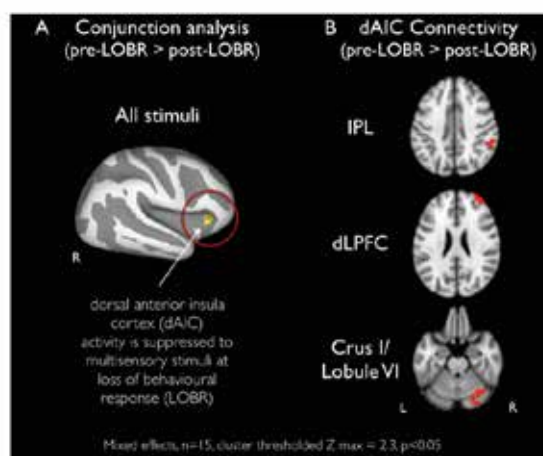 A Conjunction analysis
(pre-LOBR > post-LOBR)
All stimuli
R
dorsal anterior insula
cortex (dAIC)
activity is suppressed to
multisensory stimuli at
loss of behavioural
response (LOBR)
B dAIC Connectivity
(pre-LOBR > post-LOBR)
IPL
dLPFC
Crus I/
Lobule VI
L R
Mixed effects, n=15, cluster thresholded Z max = 2.3, p<0.05